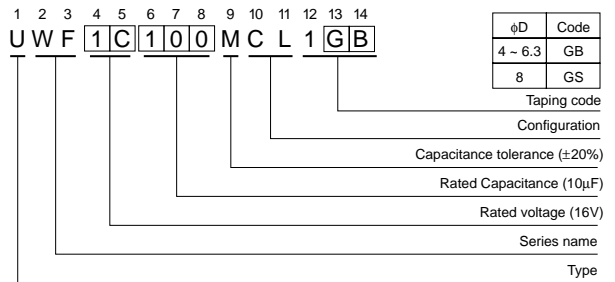 1 2 3 4 5 6 7 8 9 10 11 12 13 14
U W F 1 C 1 0 0 M C L 1 G B
φD Code
4 ~ 6.3 GB
8 GS
Taping code
Configuration
Capacitance tolerance (±20%)
Rated Capacitance (10μF)
Rated voltage (16V)
Series name
Type